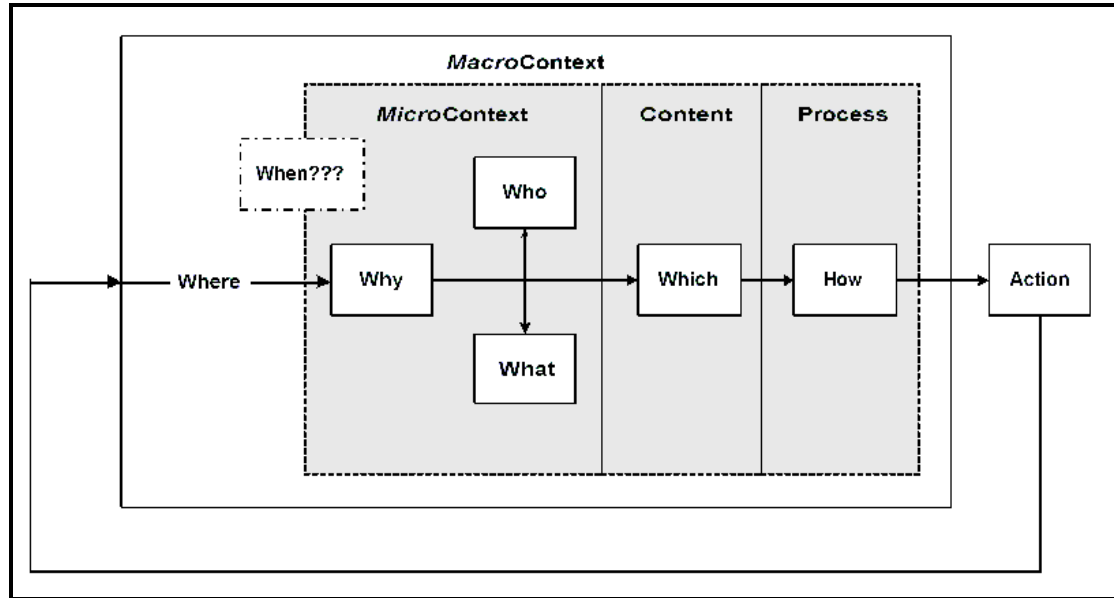 MacroContext
MicroContext
Content
Process
When???
Who
Where
Why
Which
How
Action
What